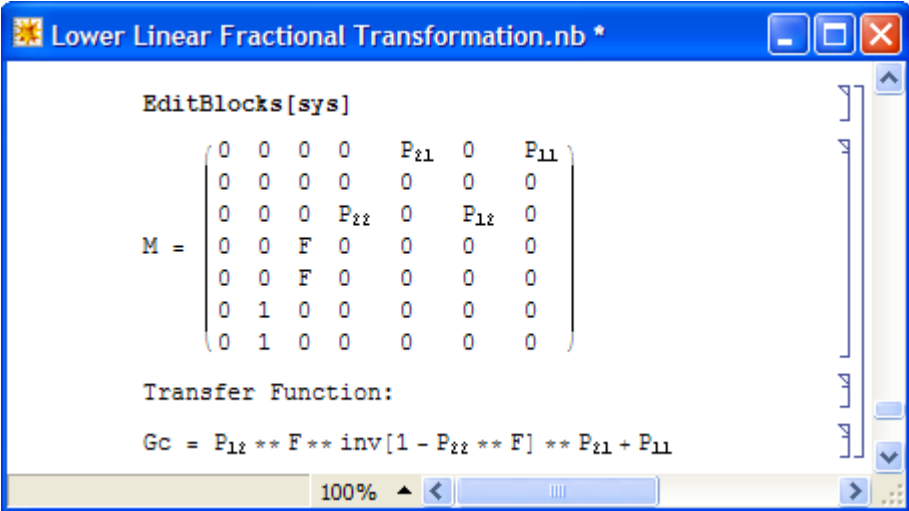 Lower Linear Fractional Transformation.nb *
EditBlocks[sys]
0 0 0 0 P₂₁ 0 P₁₁
0 0 0 0 0 0 0
0 0 0 P₂₂ 0 P₁₂ 0
M = 0 0 F 0 0 0 0
0 0 F 0 0 0 0
0 1 0 0 0 0 0
0 1 0 0 0 0 0
Transfer Function:
Gc = P₁₂ ** F ** inv[1 - P₂₂ ** F] ** P₂₁ + P₁₁
100%